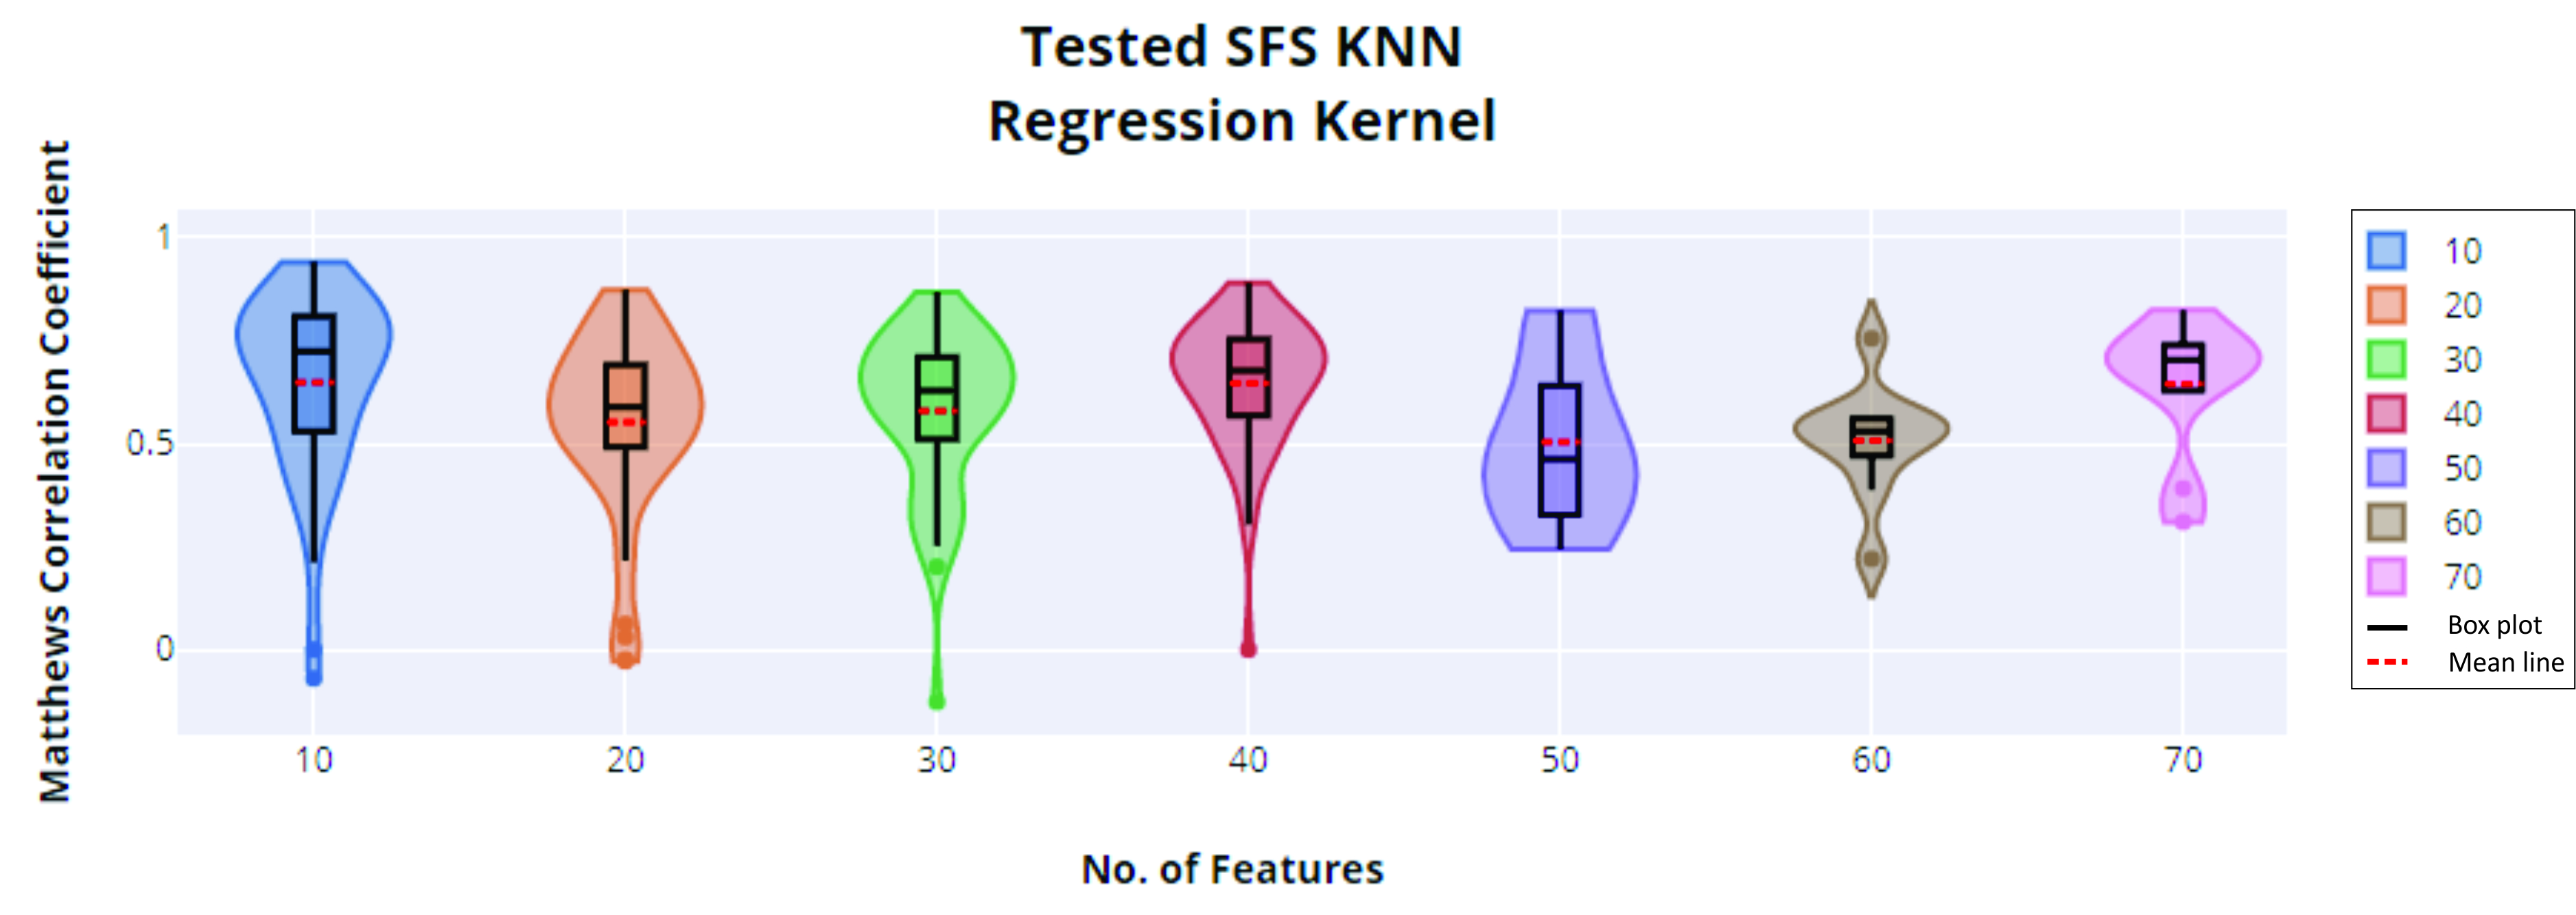 Tested SFS KNN
Regression Kernel
Matthews Correlation Coefficient
1
0.5
0
10
20
30
40
50
60
70
No. of Features
10
20
30
40
50
60
70
Box plot
Mean line